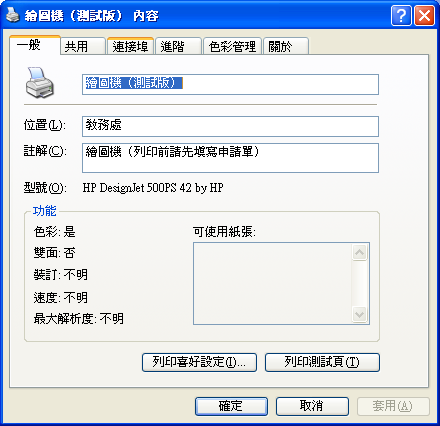 繪圖機（測試版） 內容
一般 共用 連接埠 進階 色彩管理 關於
繪圖機（測試版）
位置(L): 教務處
註解(C): 繪圖機（列印前請先填寫申請單）
型號(O): HP DesignJet 500PS 42 by HP
功能
色彩: 是 可使用紙張:
雙面: 否
裝訂: 不明
速度: 不明
最大解析度: 不明
列印喜好設定(I)... 列印測試頁(T)
確定 取消 套用(A)